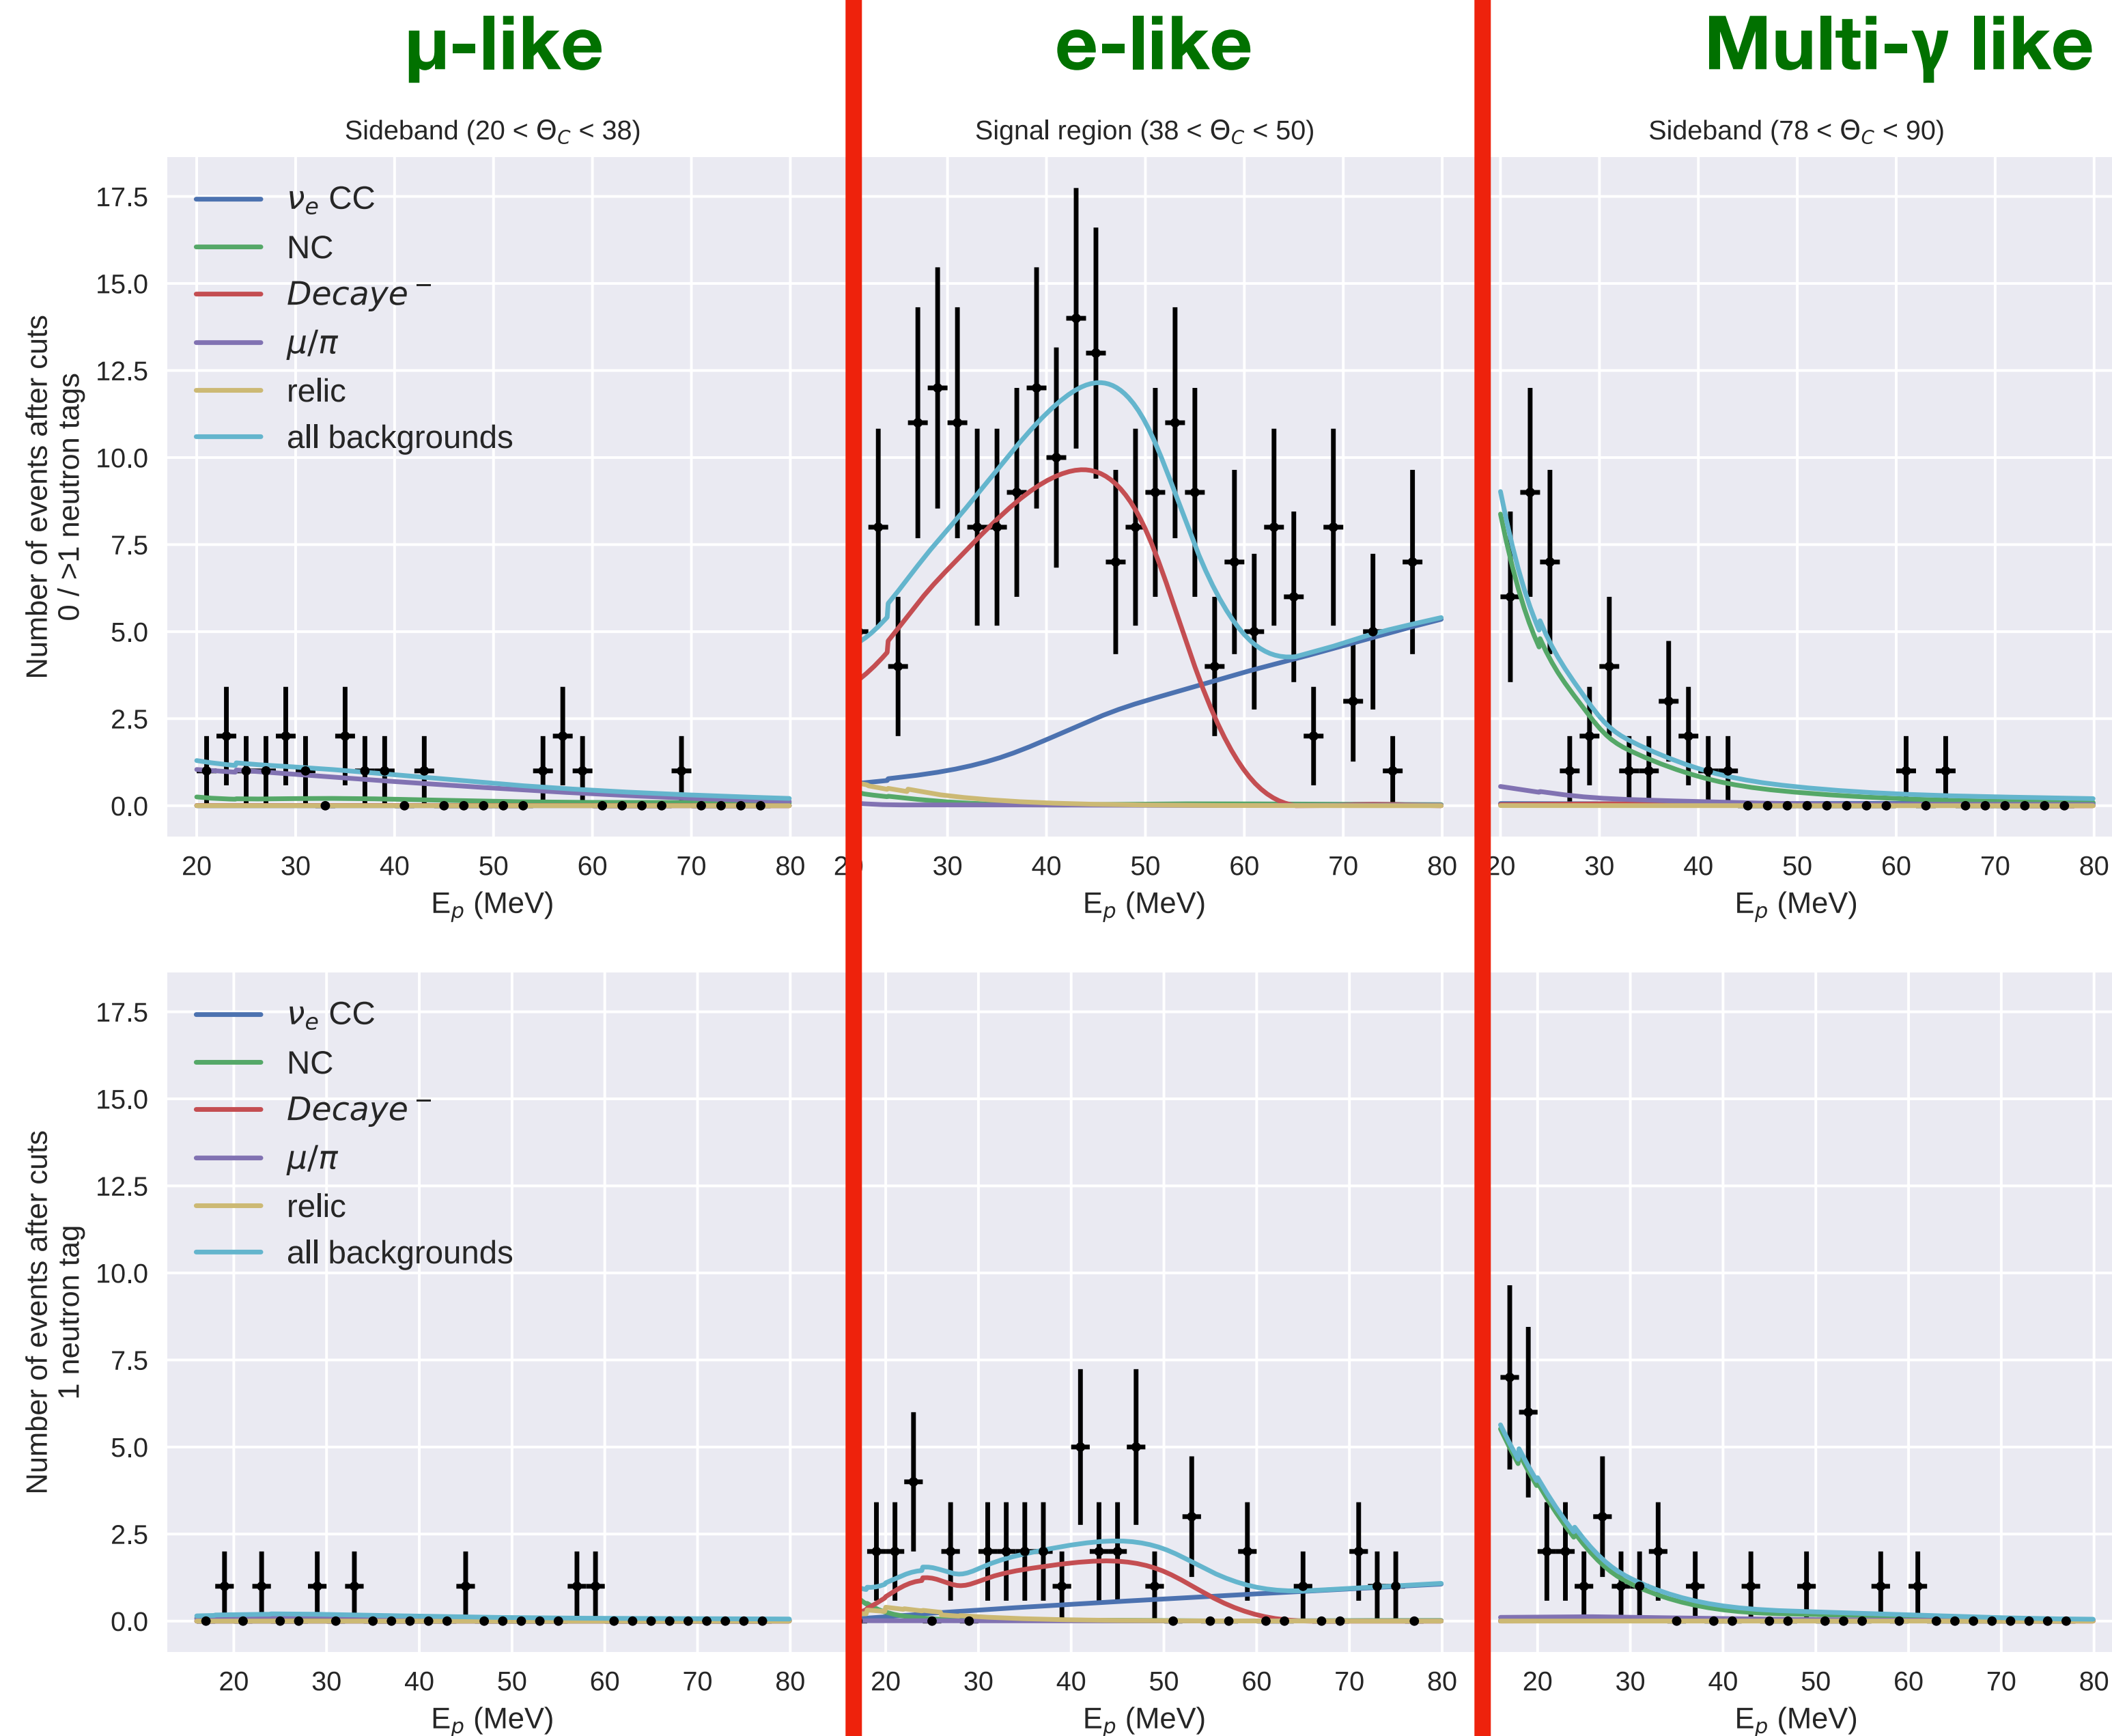 μ-like
e-like
Multi-γ like
Sideband (20 < Θ_C < 38)
Signal region (38 < Θ_C < 50)
Sideband (78 < Θ_C < 90)
Number of events after cuts
0 / >1 neutron tags
17.5
15.0
12.5
10.0
7.5
5.0
2.5
0.0
ν_e CC
NC
Decaye⁻
μ/π
relic
all backgrounds
20 30 40 50 60 70 80
30 40 50 60 70 80
20 30 40 50 60 70 80
E_p (MeV)
E_p (MeV)
E_p (MeV)
Number of events after cuts
1 neutron tag
17.5
15.0
12.5
10.0
7.5
5.0
2.5
0.0
ν_e CC
NC
Decaye⁻
μ/π
relic
all backgrounds
20 30 40 50 60 70 80
20 30 40 50 60 70 80
20 30 40 50 60 70 80
E_p (MeV)
E_p (MeV)
E_p (MeV)